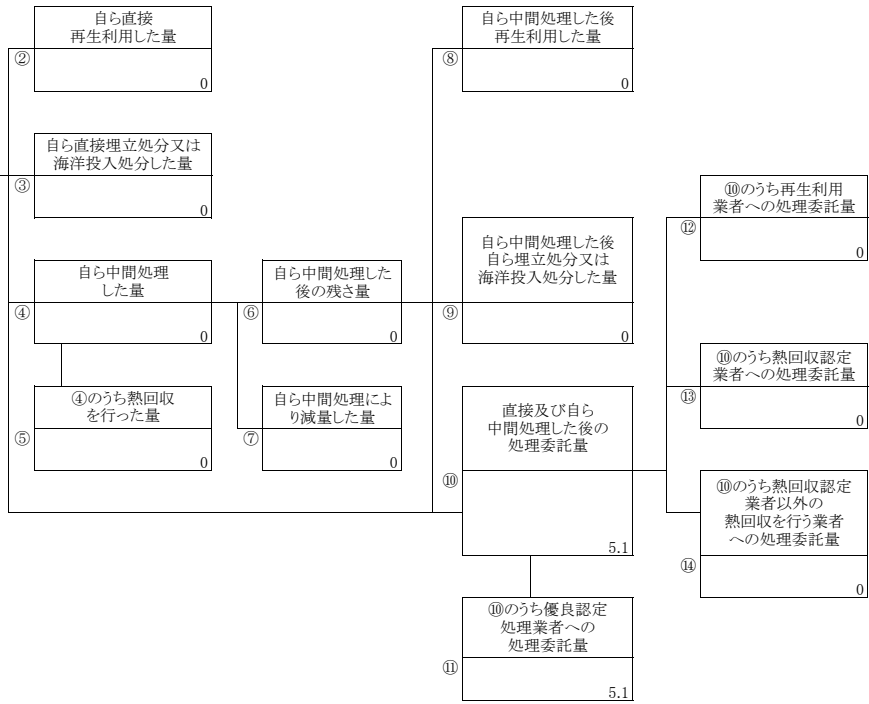 自ら直接
再生利用した量
②
0
自ら直接埋立処分又は
海洋投入処分した量
③
0
自ら中間処理
した量
④
0
④のうち熱回収
を行った量
⑤
0
自ら中間処理した
後の残さ量
⑥
0
自ら中間処理によ
り減量した量
⑦
0
自ら中間処理した後
再生利用した量
⑧
0
自ら中間処理した後
自ら埋立処分又は
海洋投入処分した量
⑨
0
直接及び自ら
中間処理した後の
処理委託量
⑩
5.1
⑩のうち優良認定
処理業者への
処理委託量
⑪
5.1
⑩のうち再生利用
業者への処理委託量
⑫
0
⑩のうち熱回収認定
業者への処理委託量
⑬
0
⑩のうち熱回収認定
業者以外の
熱回収を行う業者
への処理委託量
⑭
0